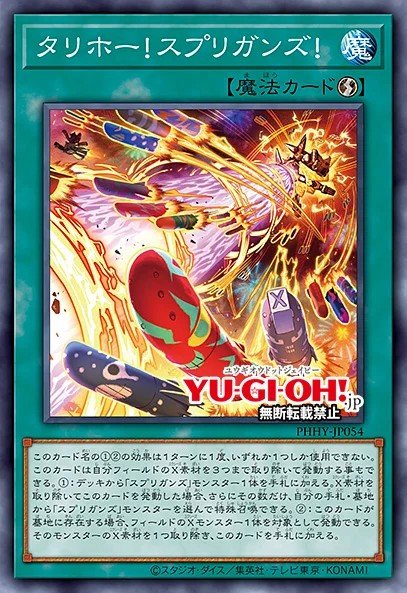 タリホー!スプリガンズ!
魔
【魔法カード】
ユウギオウドットジェイピー
YU-GI-OH!.jp
無断転載禁止
PHHY-JP054
このカード名の①②の効果は1ターンに1度、いずれか1つしか使用できない。
このカードは自分フィールドのX素材を3つまで取り除いて発動する事もで
きる。①:デッキから「スプリガンズ」モンスター1体を手札に加える。X素材を
取り除いてこのカードを発動した場合、さらにその数だけ、自分の手札・墓地
から「スプリガンズ」モンスターを選んで特殊召喚できる。②:このカードが
墓地に存在する場合、フィールドのXモンスター1体を対象として発動できる。
そのモンスターのX素材を1つ取り除き、このカードを手札に加える。
©スタジオ・ダイス/集英社・テレビ東京・KONAMI